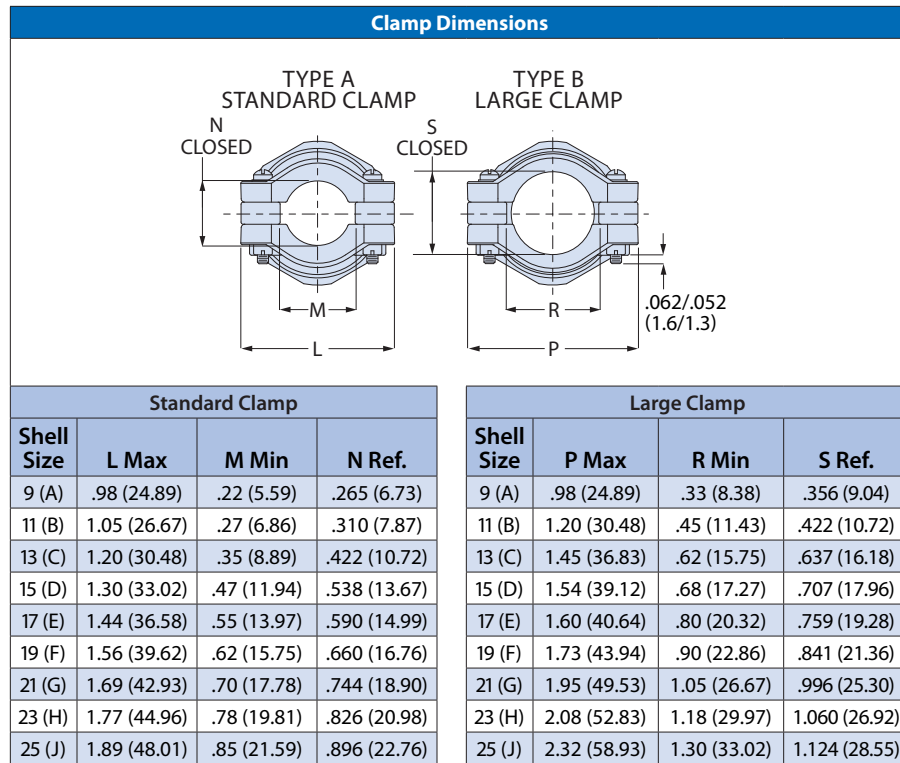 Clamp Dimensions
TYPE A
STANDARD CLAMP
TYPE B
LARGE CLAMP
N
CLOSED
S
CLOSED
M
L
R
P
.062/.052
(1.6/1.3)
Standard Clamp
Shell Size L Max M Min N Ref.
9 (A) .98 (24.89) .22 (5.59) .265 (6.73)
11 (B) 1.05 (26.67) .27 (6.86) .310 (7.87)
13 (C) 1.20 (30.48) .35 (8.89) .422 (10.72)
15 (D) 1.30 (33.02) .47 (11.94) .538 (13.67)
17 (E) 1.44 (36.58) .55 (13.97) .590 (14.99)
19 (F) 1.56 (39.62) .62 (15.75) .660 (16.76)
21 (G) 1.69 (42.93) .70 (17.78) .744 (18.90)
23 (H) 1.77 (44.96) .78 (19.81) .826 (20.98)
25 (J) 1.89 (48.01) .85 (21.59) .896 (22.76)
Large Clamp
Shell Size P Max R Min S Ref.
9 (A) .98 (24.89) .33 (8.38) .356 (9.04)
11 (B) 1.20 (30.48) .45 (11.43) .422 (10.72)
13 (C) 1.45 (36.83) .62 (15.75) .637 (16.18)
15 (D) 1.54 (39.12) .68 (17.27) .707 (17.96)
17 (E) 1.60 (40.64) .80 (20.32) .759 (19.28)
19 (F) 1.73 (43.94) .90 (22.86) .841 (21.36)
21 (G) 1.95 (49.53) 1.05 (26.67) .996 (25.30)
23 (H) 2.08 (52.83) 1.18 (29.97) 1.060 (26.92)
25 (J) 2.32 (58.93) 1.30 (33.02) 1.124 (28.55)